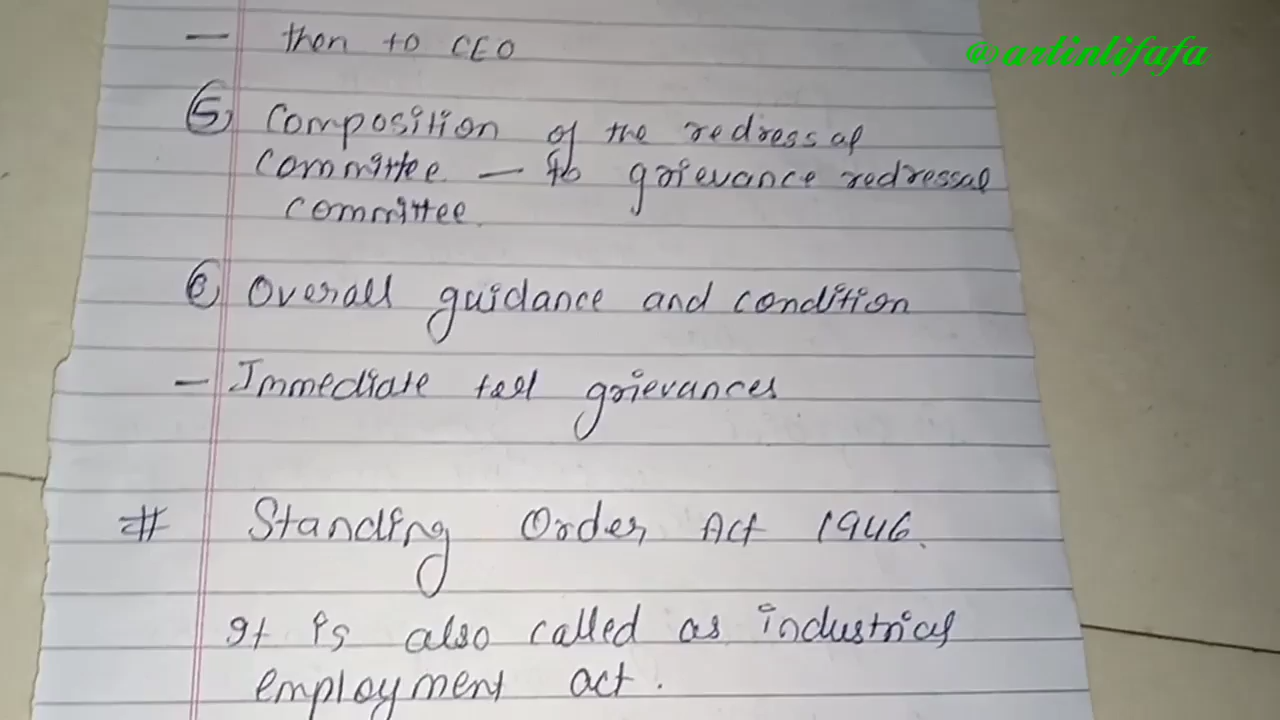 @arlinlifafa
— then to CEO
5) Composition of the redressal
committee — to grievance redressal
committee.
6) Overall guidance and condition
- Immediate tell grievances
# Standing Order Act 1946.
It is also called as industrial
employment act.